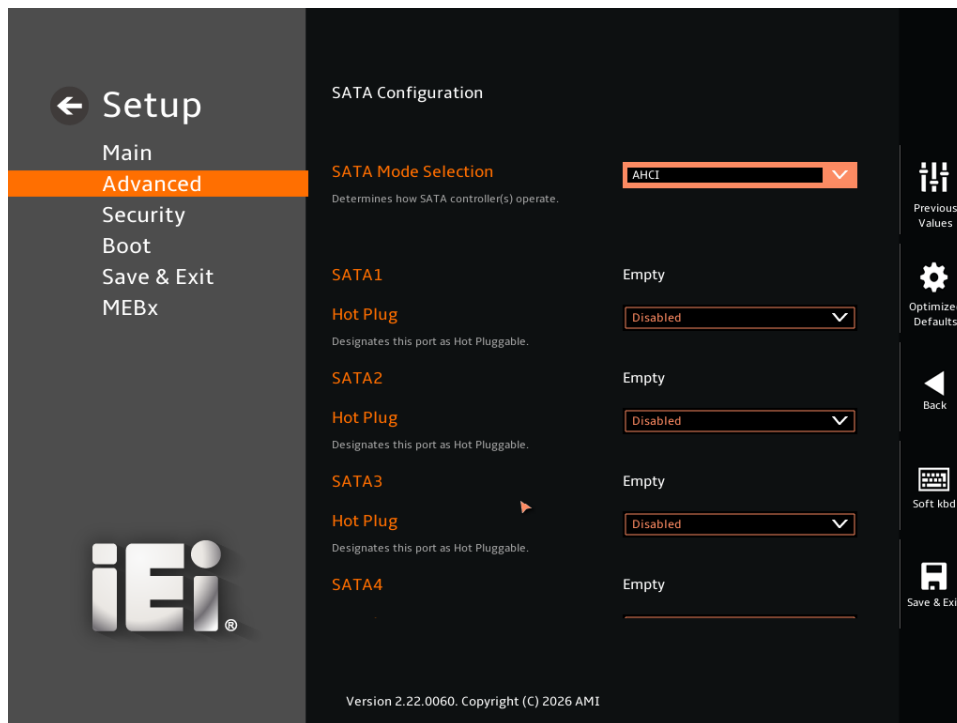 Setup
Main
Advanced
Security
Boot
Save & Exit
MEBx
iEi
®
SATA Configuration
SATA Mode Selection
AHCI
Determines how SATA controller(s) operate.
SATA1
Empty
Hot Plug
Disabled
Designates this port as Hot Pluggable.
SATA2
Empty
Hot Plug
Disabled
Designates this port as Hot Pluggable.
SATA3
Empty
Hot Plug
Disabled
Designates this port as Hot Pluggable.
SATA4
Empty
Version 2.22.0060. Copyright (C) 2026 AMI
Previous
Values
Optimize
Defaults
Back
Soft kbd
Save & Exi